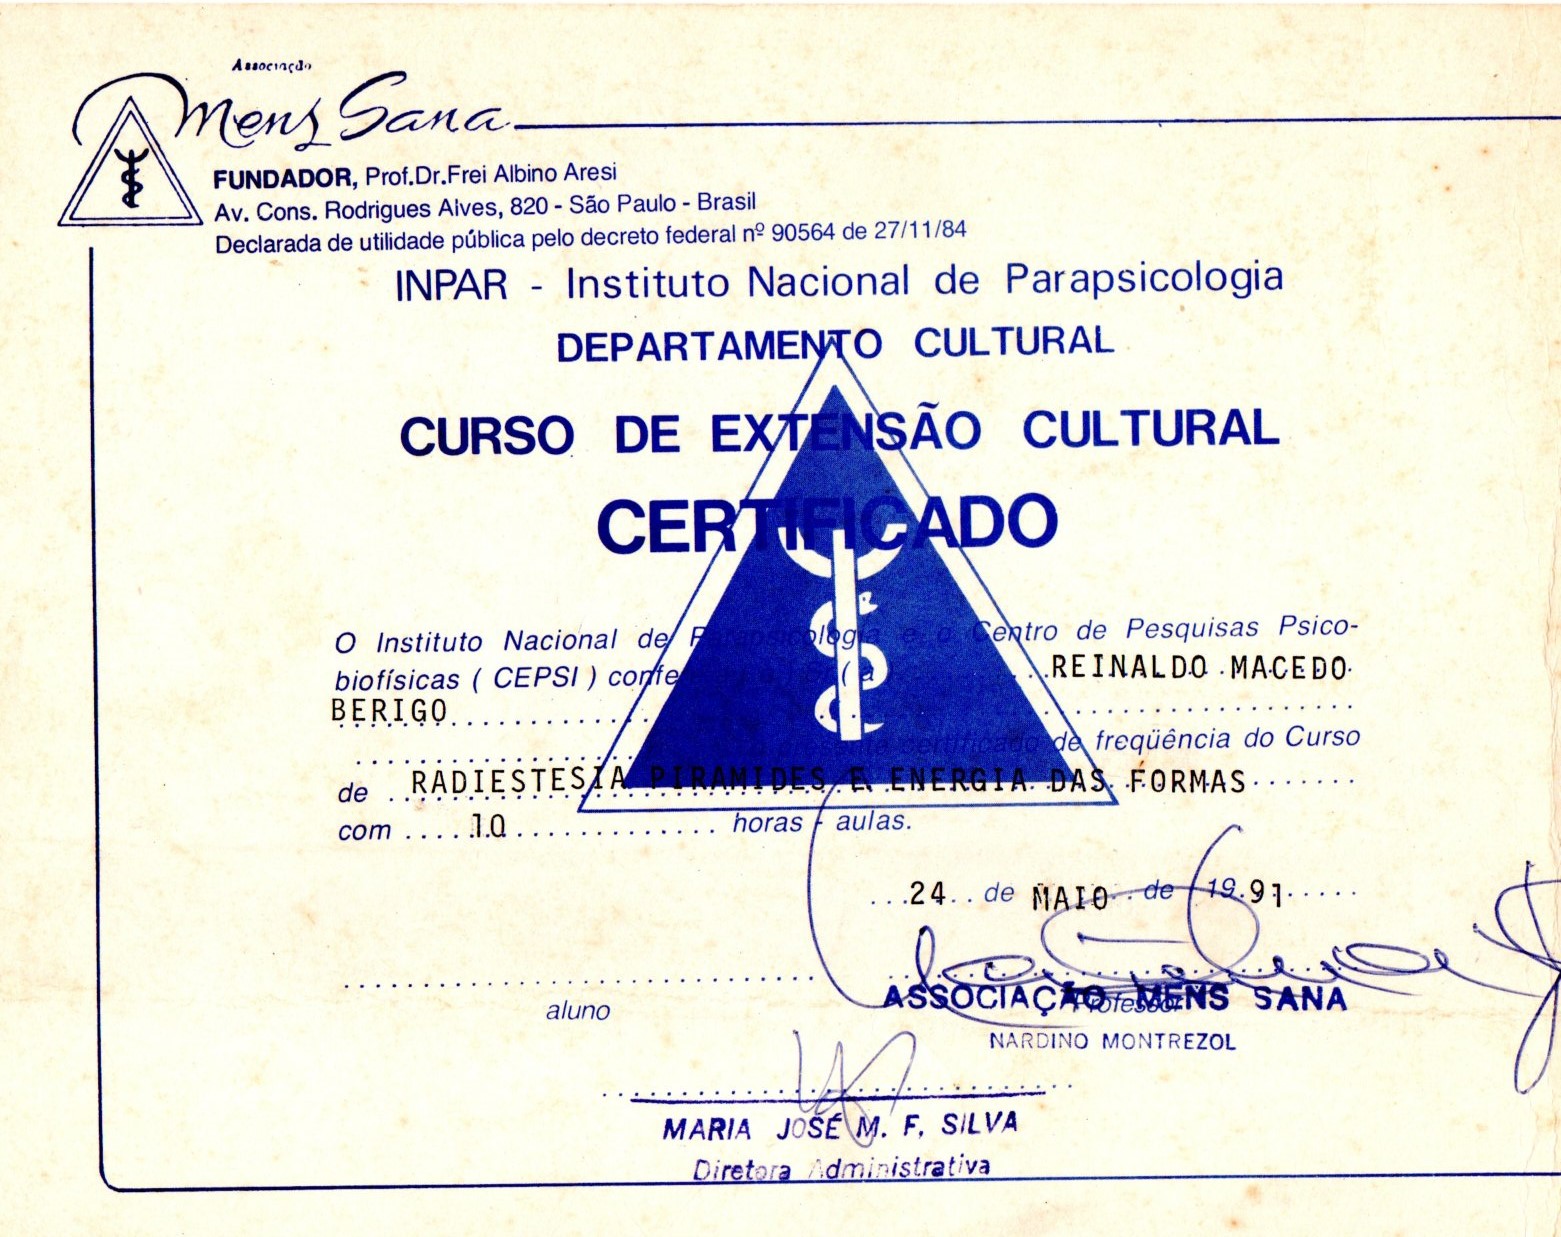 Associação
Mens Sana
FUNDADOR, Prof.Dr.Frei Albino Aresi
Av. Cons. Rodrigues Alves, 820 - São Paulo - Brasil
Declarada de utilidade pública pelo decreto federal nº 90564 de 27/11/84
INPAR - Instituto Nacional de Parapsicologia
DEPARTAMENTO CULTURAL
CURSO DE EXTENSÃO CULTURAL
CERTIFICADO
O Instituto Nacional de Parapsicologia e o Centro de Pesquisas Psico-
biofísicas ( CEPSI ) REINALDO MACEDO
BERIGO
o presente certificado de freqüência do Curso
de RADIESTESIA PIRAMIDES E ENERGIA DAS FORMAS
com 10 horas - aulas.
24 de MAIO de 1991
aluno
Professor
ASSOCIAÇÃO MENS SANA
NARDINO MONTREZOL
MARIA JOSÉ M. F. SILVA
Diretora Administrativa